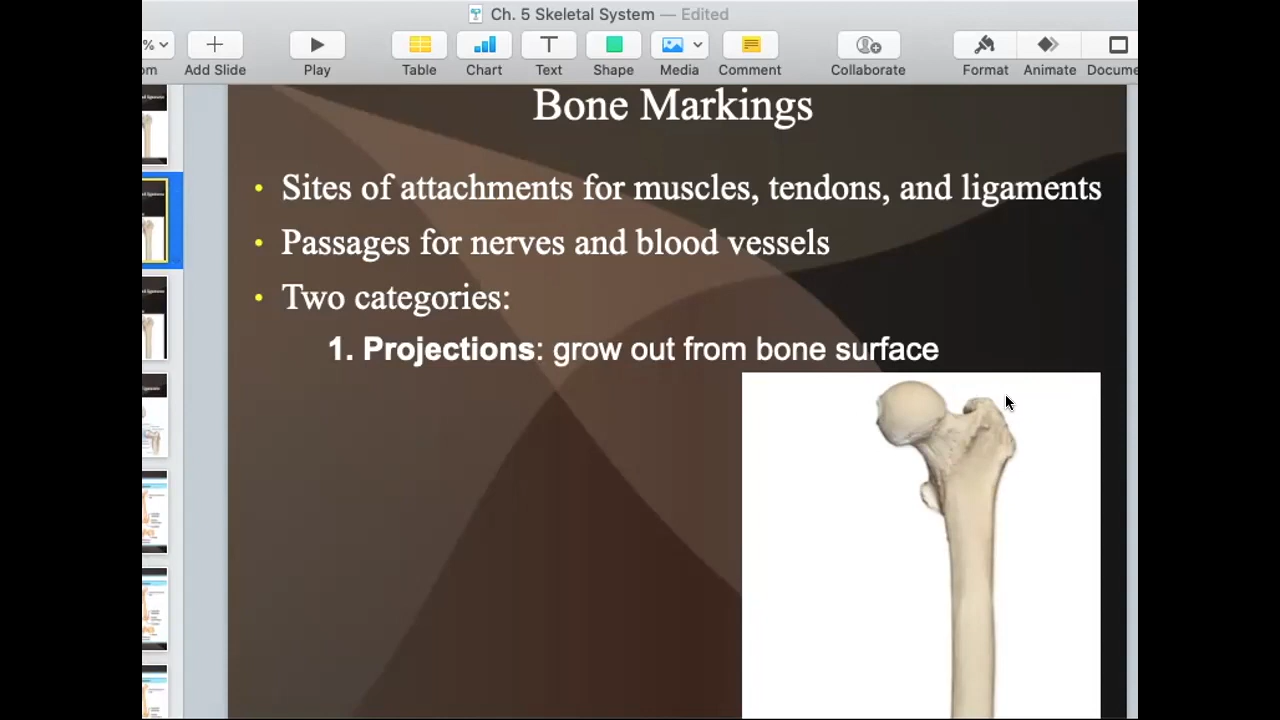 Ch. 5 Skeletal System — Edited
%
Add Slide
Play
Table
Chart
Text
Shape
Media
Comment
Collaborate
Format
Animate
Bone Markings
• Sites of attachments for muscles, tendons, and ligaments
• Passages for nerves and blood vessels
• Two categories:
1. Projections: grow out from bone surface